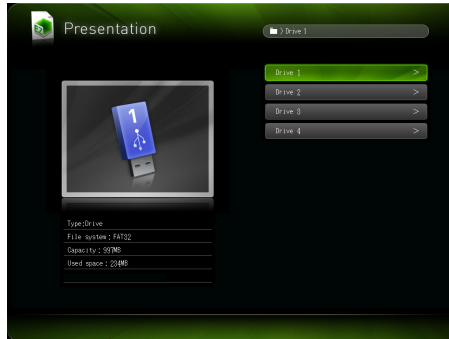 Presentation
〉Drive 1
Drive 1 >
Drive 2 >
Drive 3 >
Drive 4 >
1
Type:Drive
File system : FAT32
Capacity : 997MB
Used space : 234MB